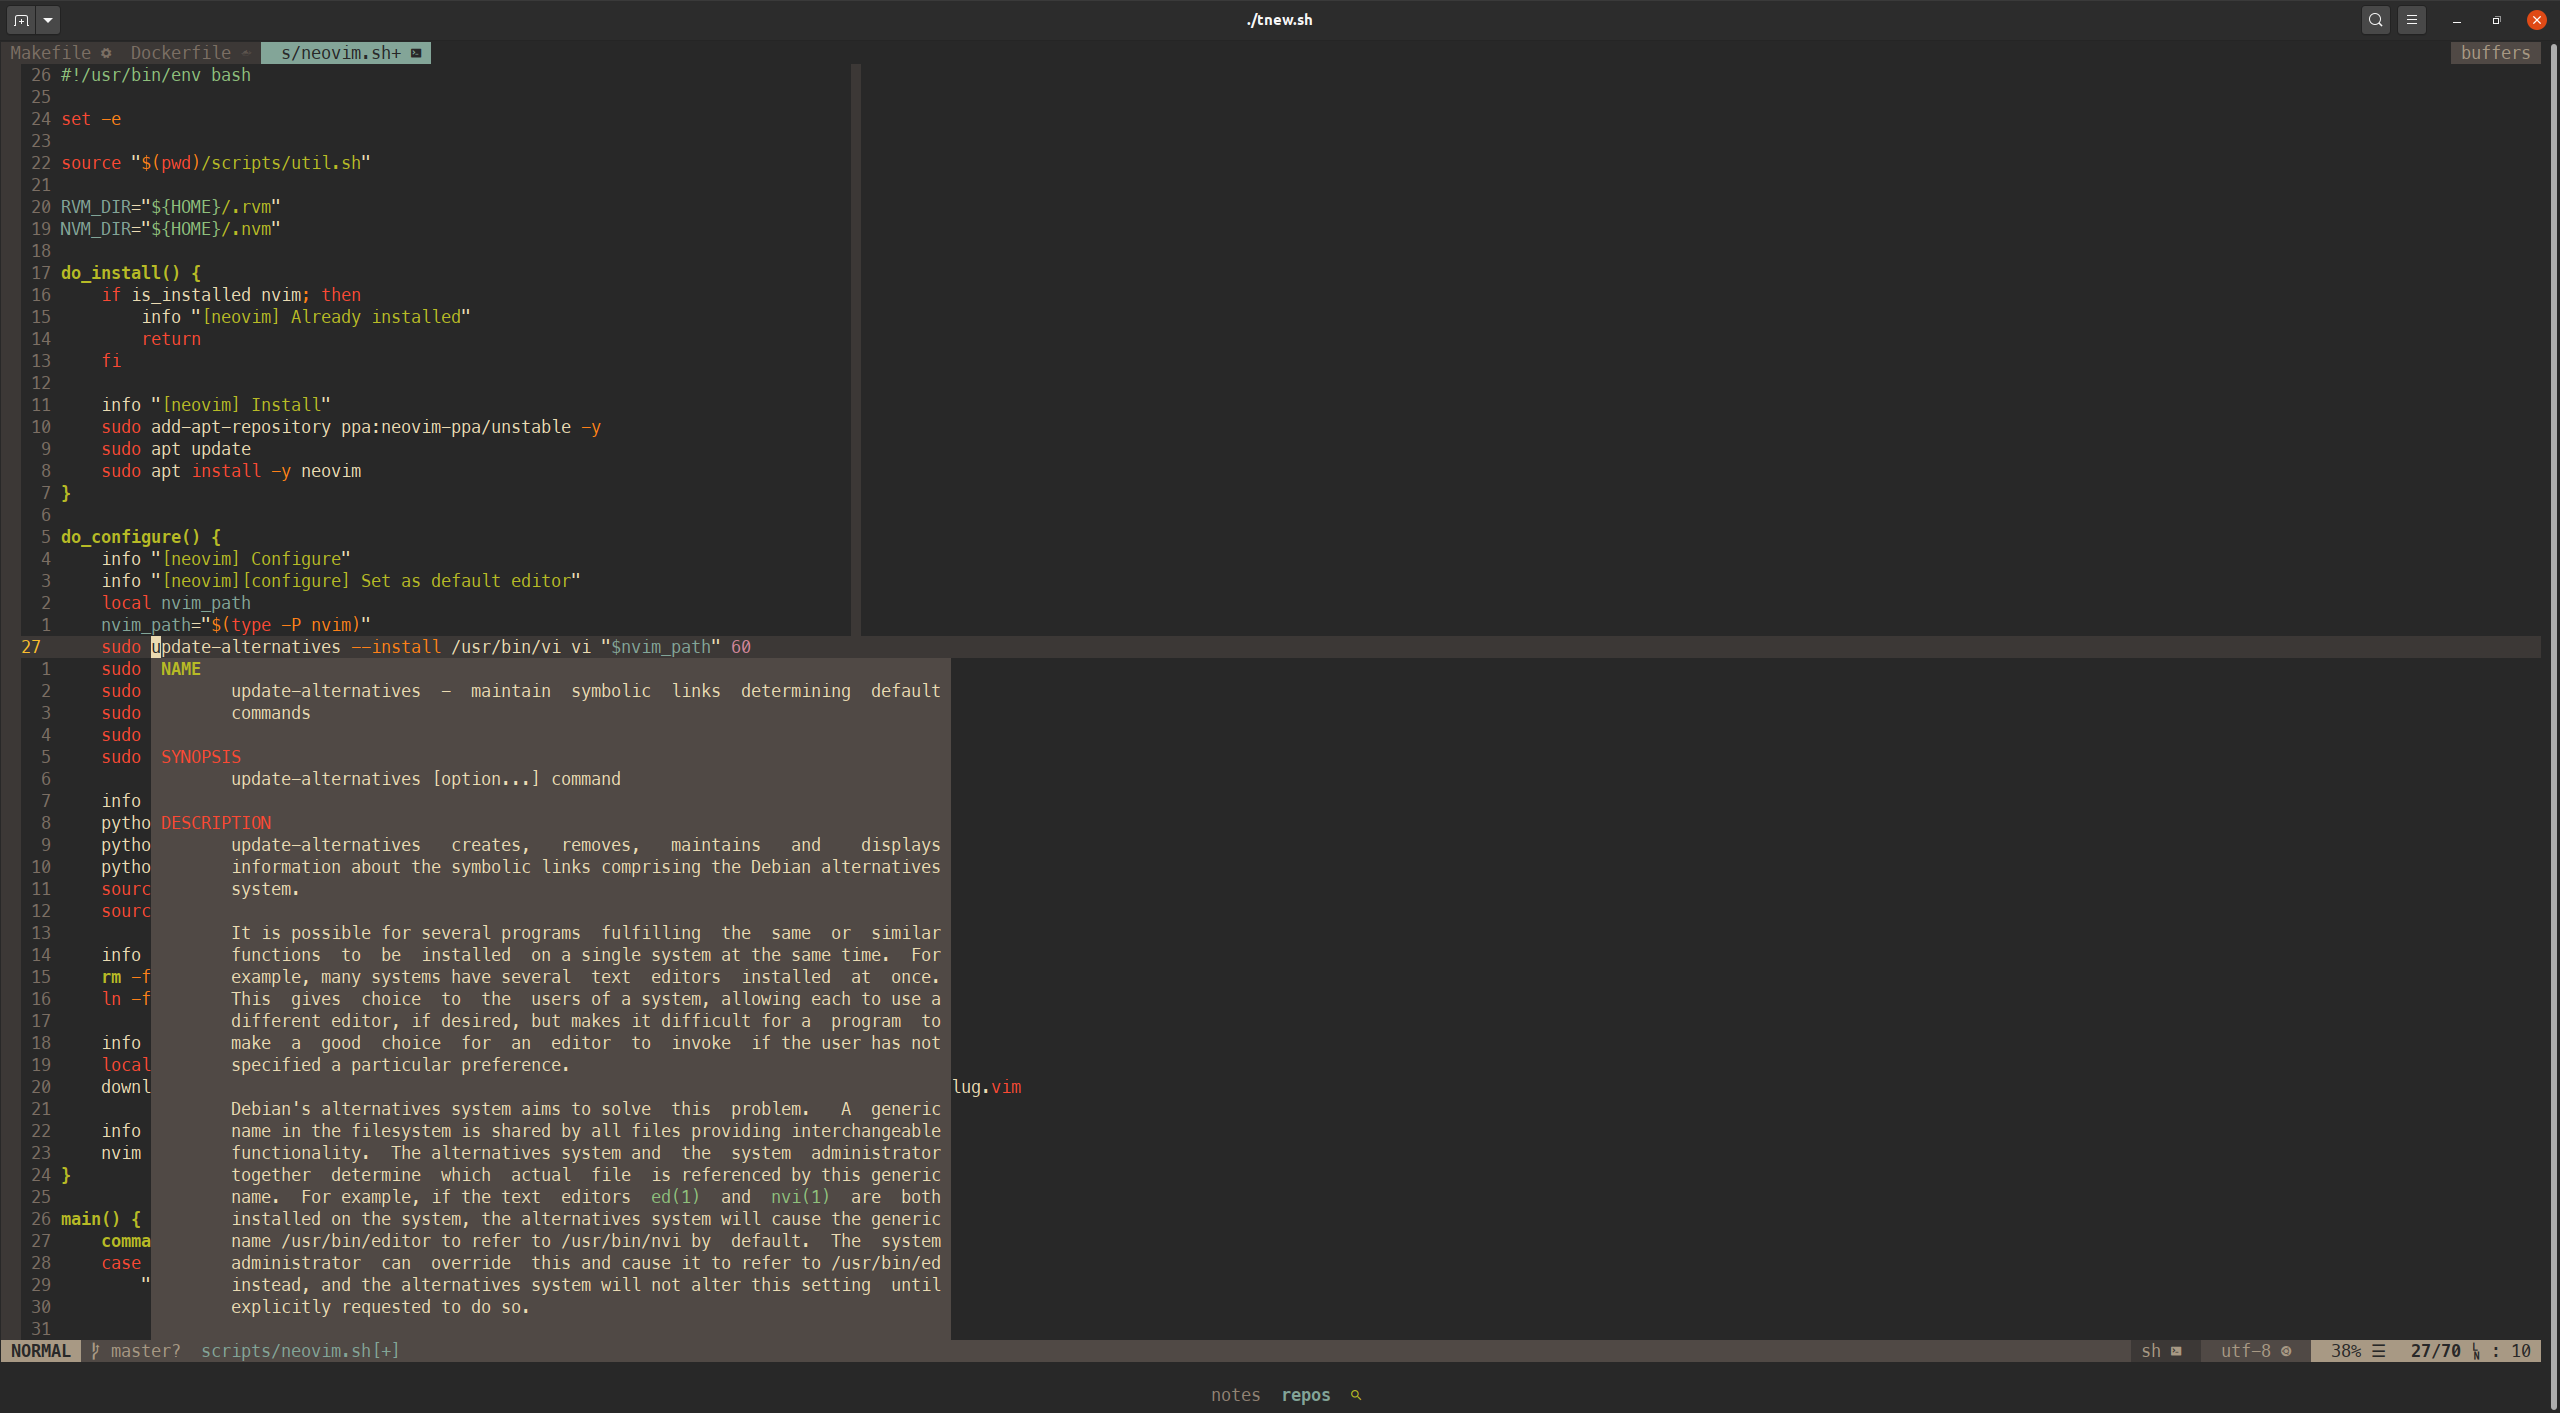 ./tnew.sh
Makefile Dockerfile s/neovim.sh+ buffers
26 #!/usr/bin/env bash
25
24 set -e
23
22 source "$(pwd)/scripts/util.sh"
21
20 RVM_DIR="${HOME}/.rvm"
19 NVM_DIR="${HOME}/.nvm"
18
17 do_install() {
16     if is_installed nvim; then
15         info "[neovim] Already installed"
14         return
13     fi
12
11     info "[neovim] Install"
10     sudo add-apt-repository ppa:neovim-ppa/unstable -y
9     sudo apt update
8     sudo apt install -y neovim
7 }
6
5 do_configure() {
4     info "[neovim] Configure"
3     info "[neovim][configure] Set as default editor"
2     local nvim_path
1     nvim_path="$(type -P nvim)"
27     sudo update-alternatives --install /usr/bin/vi vi "$nvim_path" 60
1     sudo NAME
2     sudo        update-alternatives  -  maintain  symbolic  links  determining  default
3     sudo        commands
4     sudo
5     sudo SYNOPSIS
6             update-alternatives [option...] command
7     info
8     pytho DESCRIPTION
9     pytho        update-alternatives   creates,   removes,   maintains   and    displays
10     pytho        information about the symbolic links comprising the Debian alternatives
11     sourc        system.
12     sourc
13             It is possible for several programs  fulfilling  the  same  or  similar
14     info        functions  to  be  installed  on a single system at the same time.  For
15     rm -f        example, many systems have several  text  editors  installed  at  once.
16     ln -f        This  gives  choice  to  the  users of a system, allowing each to use a
17             different editor, if desired, but makes it difficult for a  program  to
18     info        make  a  good  choice  for  an  editor  to  invoke  if the user has not
19     local        specified a particular preference.
20     downl lug.vim
21             Debian's alternatives system aims to solve  this  problem.   A  generic
22     info        name in the filesystem is shared by all files providing interchangeable
23     nvim        functionality.  The alternatives system and  the  system  administrator
24 }        together  determine  which  actual  file  is referenced by this generic
25             name.  For example, if the text  editors  ed(1)  and  nvi(1)  are  both
26 main() {        installed on the system, the alternatives system will cause the generic
27     comma        name /usr/bin/editor to refer to /usr/bin/nvi by  default.  The  system
28     case        administrator  can  override  this and cause it to refer to /usr/bin/ed
29         "        instead, and the alternatives system will not alter this setting  until
30             explicitly requested to do so.
31
NORMAL master? scripts/neovim.sh[+] sh utf-8 38% ☰ 27/70 : 10
notes repos